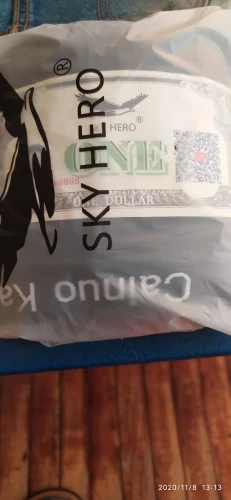 SKY HERO®
HERO®
ONE
ONE DOLLAR
Cainuo Ka
2020/11/8 13:13